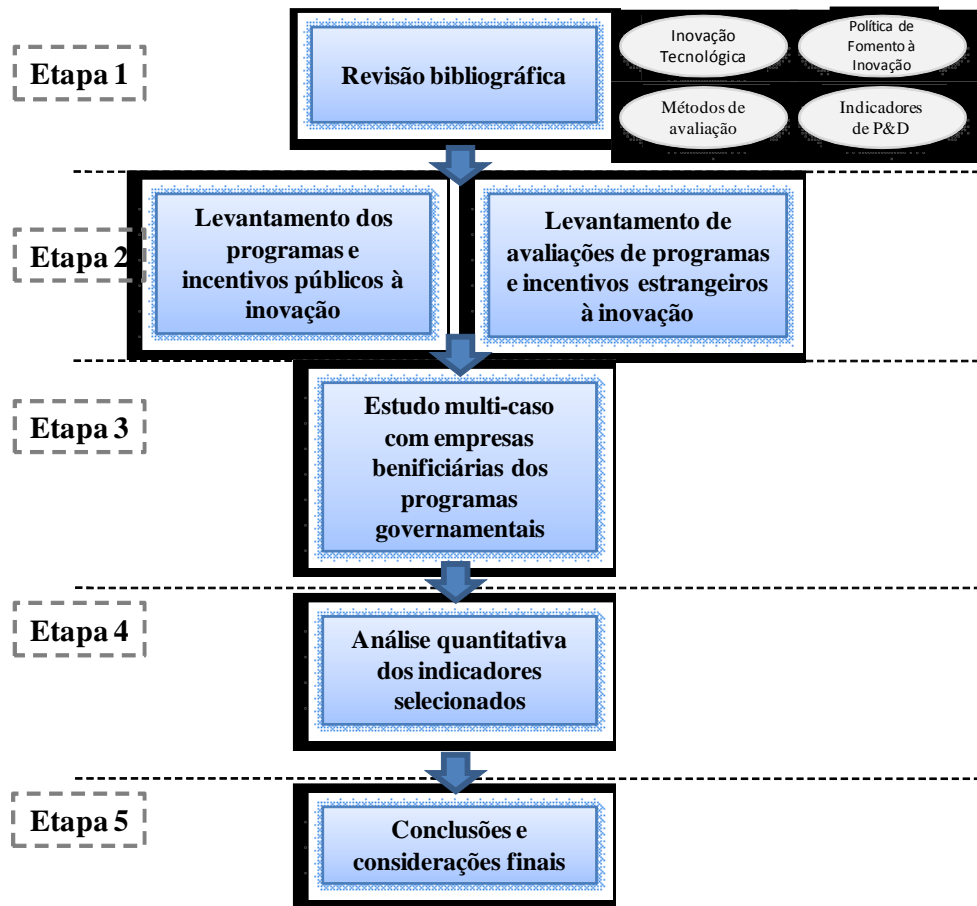 Etapa 1
Revisão bibliográfica
Inovação
Tecnológica
Política de
Fomento à
Inovação
Métodos de
avaliação
Indicadores
de P&D
Etapa 2
Levantamento dos
programas e
incentivos públicos à
inovação
Levantamento de
avaliações de programas
e incentivos estrangeiros
à inovação
Etapa 3
Estudo multi-caso
com empresas
benificiárias dos
programas
governamentais
Etapa 4
Análise quantitativa
dos indicadores
selecionados
Etapa 5
Conclusões e
considerações finais